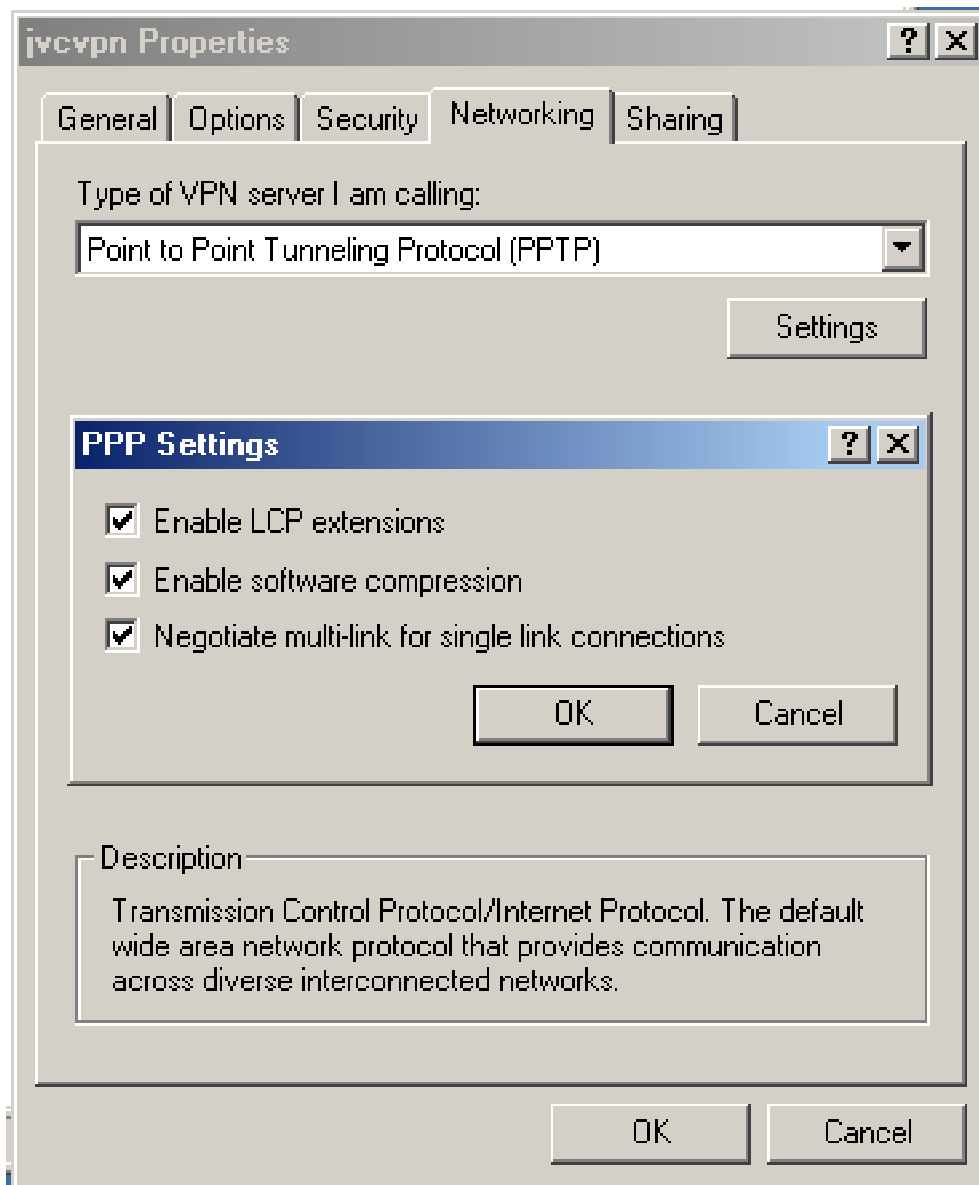 jvcvpn Properties
General Options Security Networking Sharing
Type of VPN server I am calling:
Point to Point Tunneling Protocol (PPTP)
Settings
PPP Settings
Enable LCP extensions
Enable software compression
Negotiate multi-link for single link connections
OK Cancel
Description
Transmission Control Protocol/Internet Protocol. The default
wide area network protocol that provides communication
across diverse interconnected networks.
OK Cancel